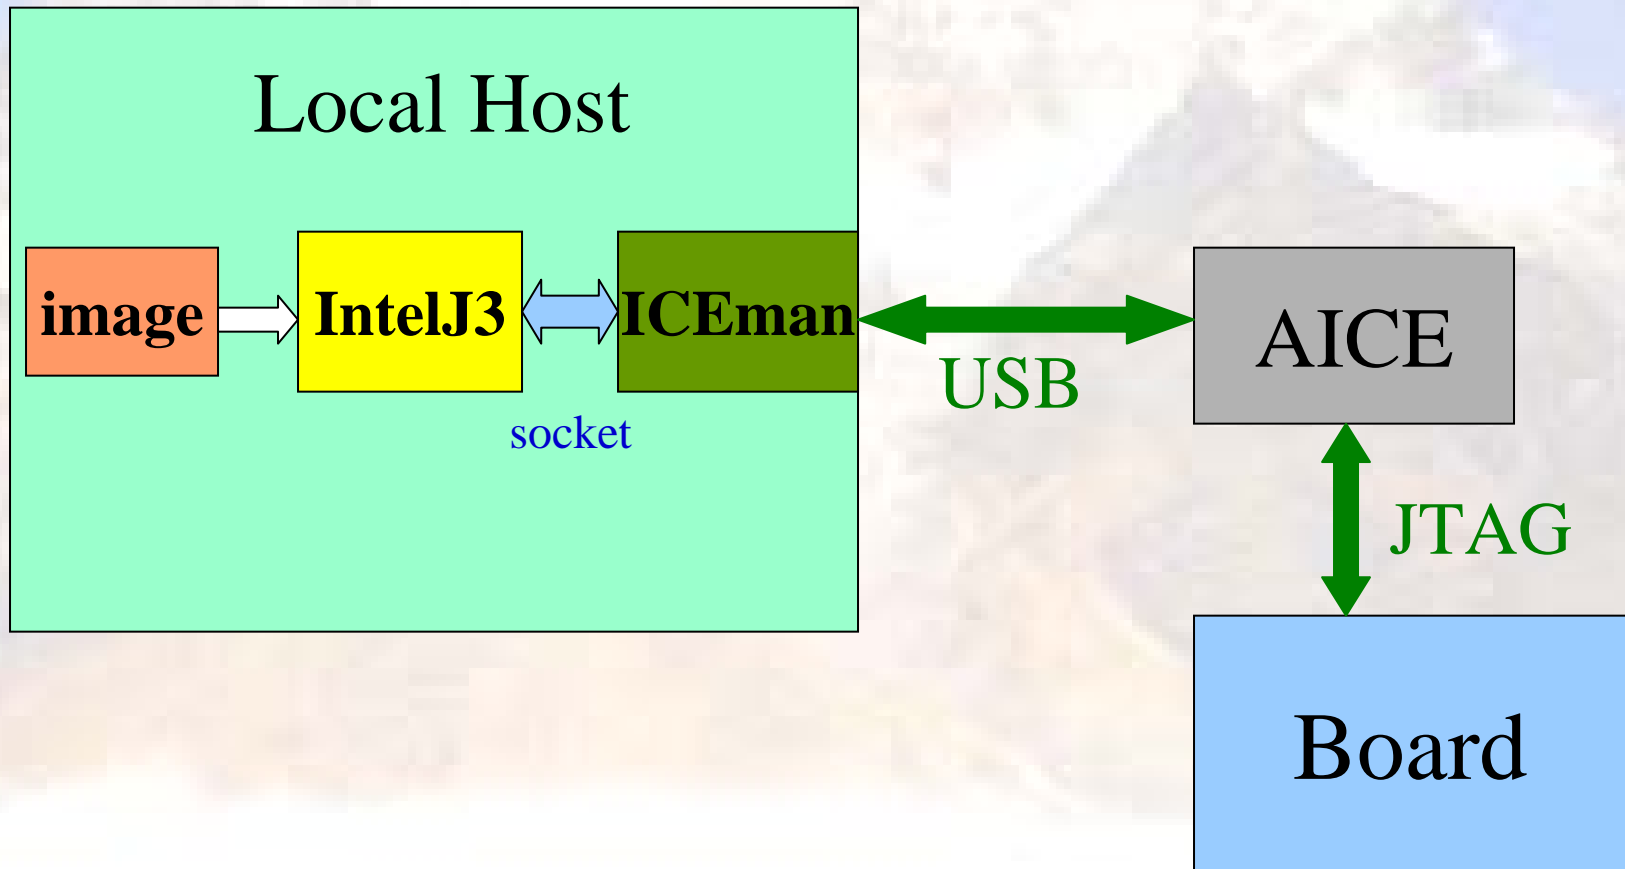 Local Host
image
IntelJ3
ICEman
socket
USB
AICE
JTAG
Board